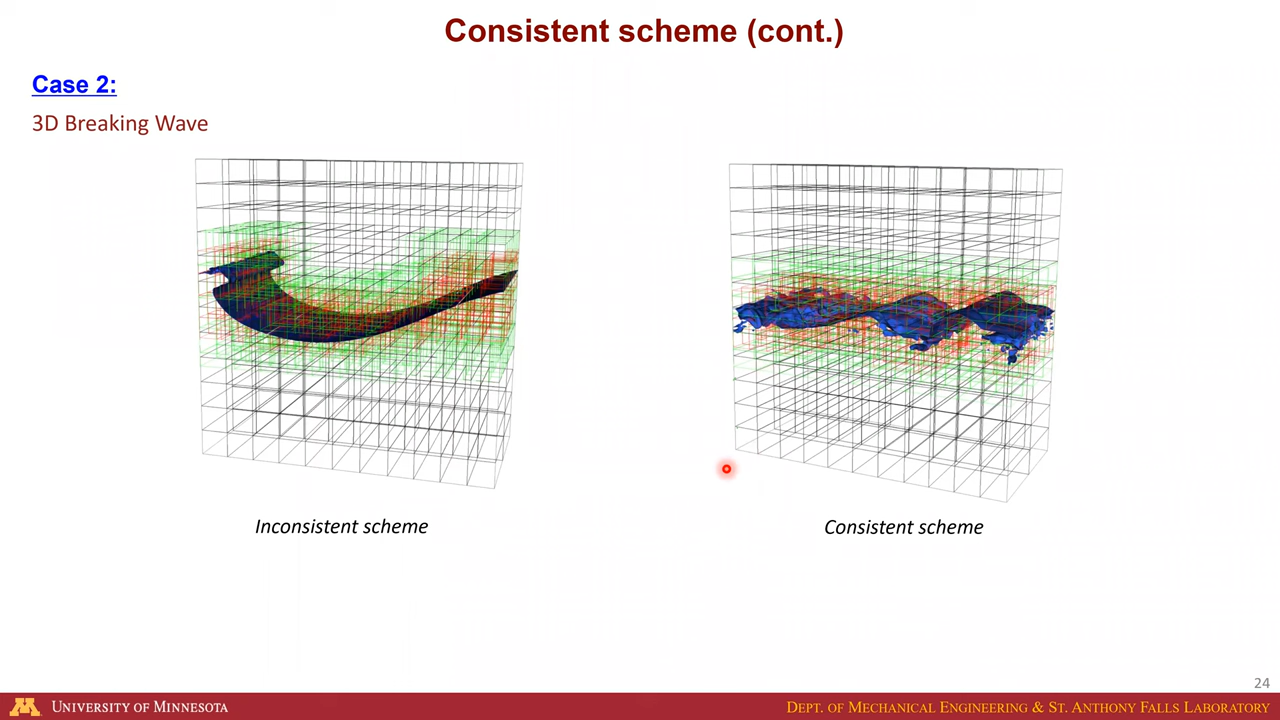 Consistent scheme (cont.)
Case 2:
3D Breaking Wave
Inconsistent scheme
Consistent scheme
24
UNIVERSITY OF MINNESOTA
DEPT. OF MECHANICAL ENGINEERING & ST. ANTHONY FALLS LABORATORY